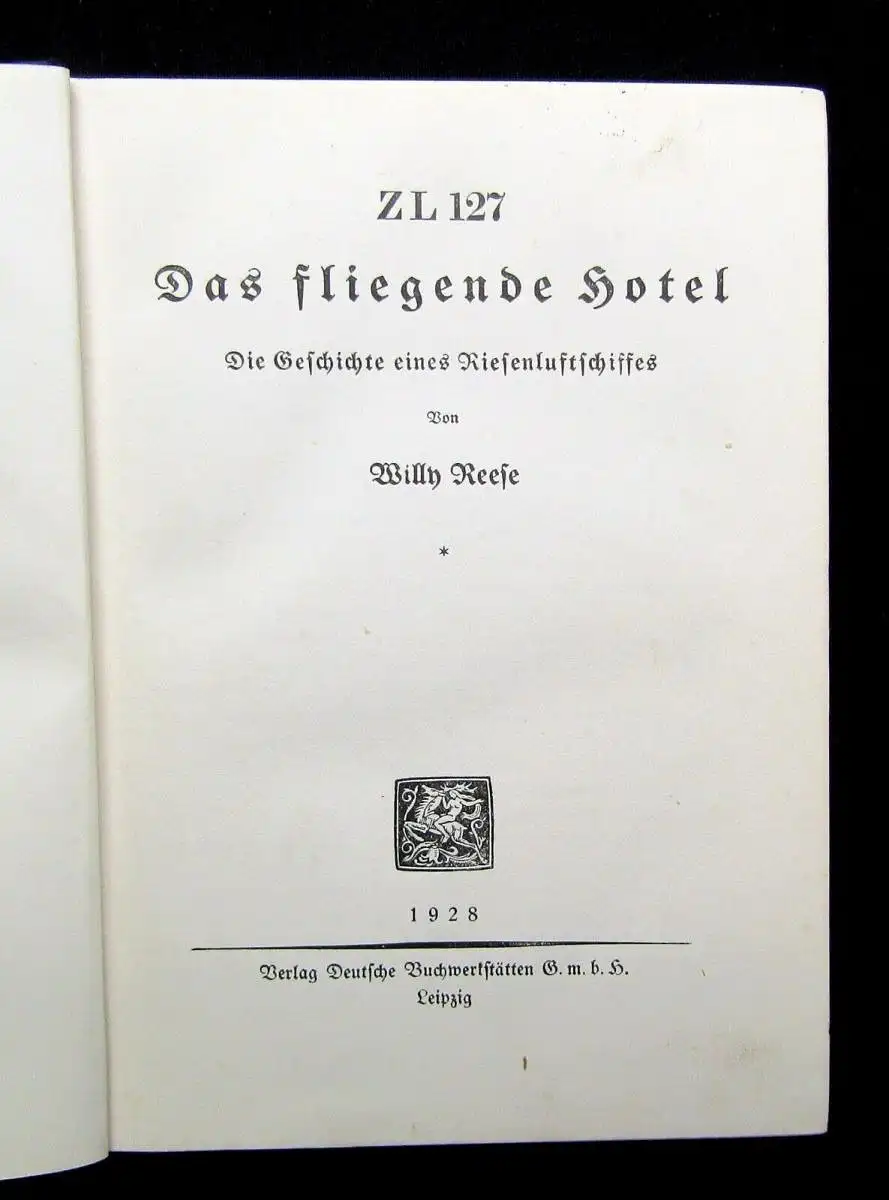 ZL 127
Das fliegende Hotel
Die Geſchichte eines Rieſenluftſchiffes
Von
Willy Reeſe
*
1928
Verlag Deutſche Buchwerkſtätten G. m. b. H.
Leipzig